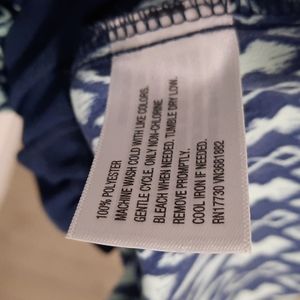 100% POLYESTER
MACHINE WASH COLD WITH LIKE COLORS.
GENTLE CYCLE. ONLY NON-CHLORINE
BLEACH WHEN NEEDED. TUMBLE DRY LOW.
REMOVE PROMPTLY.
COOL IRON IF NEEDED.
RN17730 VN3681982